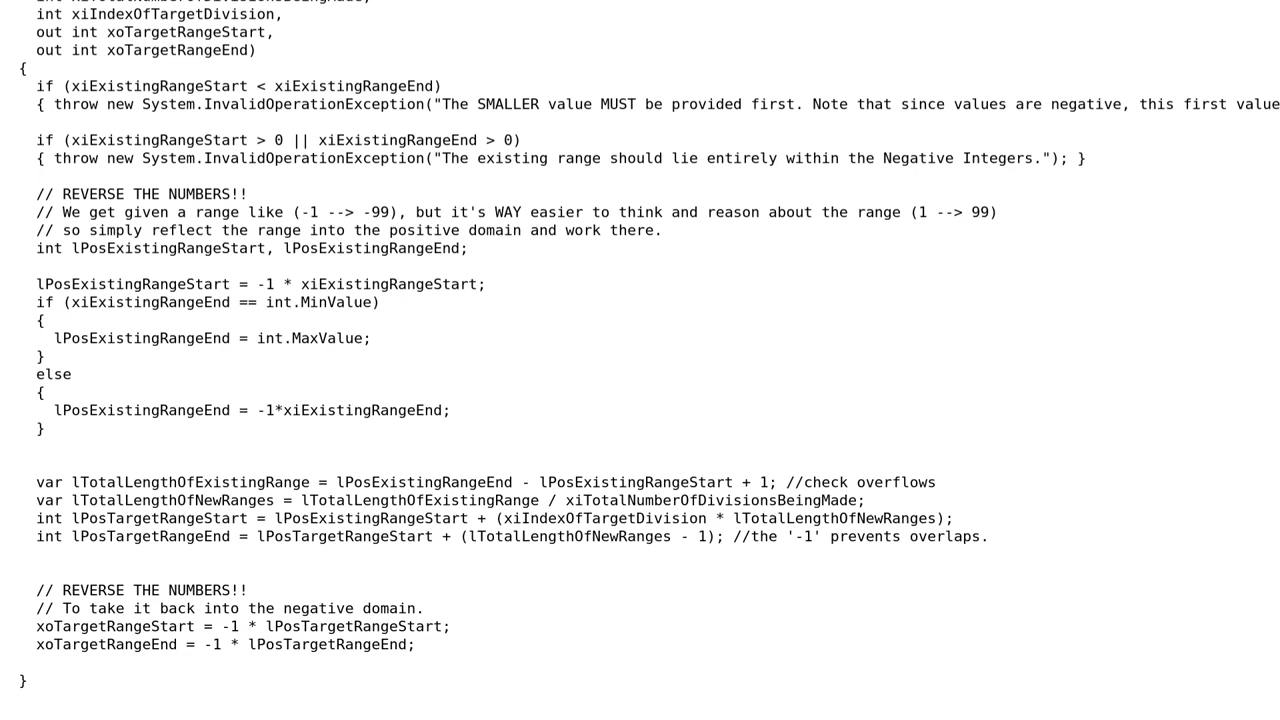 int xiIndexOfTargetDivision,
out int xoTargetRangeStart,
out int xoTargetRangeEnd)
{
if (xiExistingRangeStart < xiExistingRangeEnd)
{ throw new System.InvalidOperationException("The SMALLER value MUST be provided first. Note that since values are negative, this first value
if (xiExistingRangeStart > 0 || xiExistingRangeEnd > 0)
{ throw new System.InvalidOperationException("The existing range should lie entirely within the Negative Integers."); }
// REVERSE THE NUMBERS!!
// We get given a range like (-1 --> -99), but it's WAY easier to think and reason about the range (1 --> 99)
// so simply reflect the range into the positive domain and work there.
int lPosExistingRangeStart, lPosExistingRangeEnd;
lPosExistingRangeStart = -1 * xiExistingRangeStart;
if (xiExistingRangeEnd == int.MinValue)
{
lPosExistingRangeEnd = int.MaxValue;
}
else
{
lPosExistingRangeEnd = -1*xiExistingRangeEnd;
}
var lTotalLengthOfExistingRange = lPosExistingRangeEnd - lPosExistingRangeStart + 1; //check overflows
var lTotalLengthOfNewRanges = lTotalLengthOfExistingRange / xiTotalNumberOfDivisionsBeingMade;
int lPosTargetRangeStart = lPosExistingRangeStart + (xiIndexOfTargetDivision * lTotalLengthOfNewRanges);
int lPosTargetRangeEnd = lPosTargetRangeStart + (lTotalLengthOfNewRanges - 1); //the '-1' prevents overlaps.
// REVERSE THE NUMBERS!!
// To take it back into the negative domain.
xoTargetRangeStart = -1 * lPosTargetRangeStart;
xoTargetRangeEnd = -1 * lPosTargetRangeEnd;
}